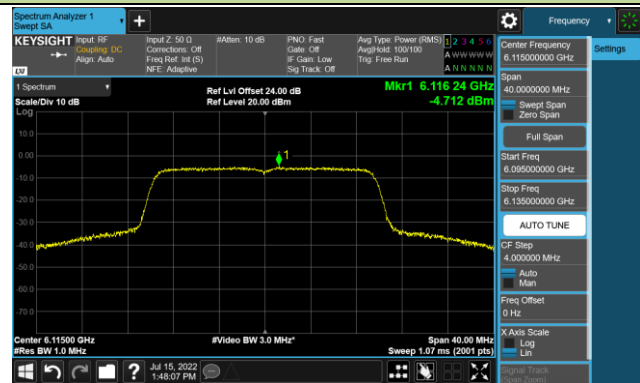 Spectrum Analyzer 1
Swept SA
Frequency
KEYSIGHT
Input: RF
Coupling: DC
Align: Auto
Input Z: 50 Ω
Corrections: Off
Freq Ref: Int (S)
NFE: Adaptive
#Atten: 10 dB
PNO: Fast
Gate: Off
IF Gain: Low
Sig Track: Off
Avg Type: Power (RMS)
Avg|Hold: 100/100
Trig: Free Run
1 2 3 4 5 6
A W W W W W
A N N N N N
LXI
1 Spectrum
Scale/Div 10 dB
Log
Ref Lvl Offset 24.00 dB
Ref Level 20.00 dBm
Mkr1 6.116 24 GHz
-4.712 dBm
1
10.0
0.00
-10.0
-20.0
-30.0
-40.0
-50.0
-60.0
-70.0
Center 6.11500 GHz
#Res BW 1.0 MHz
#Video BW 3.0 MHz*
Span 40.00 MHz
Sweep 1.07 ms (2001 pts)
Jul 15, 2022
1:48:07 PM
Center Frequency
6.115000000 GHz
Settings
Span
40.0000000 MHz
Swept Span
Zero Span
Full Span
Start Freq
6.095000000 GHz
Stop Freq
6.135000000 GHz
AUTO TUNE
CF Step
4.000000 MHz
Auto
Man
Freq Offset
0 Hz
X Axis Scale
Log
Lin
Signal Track
(Span Zoom)